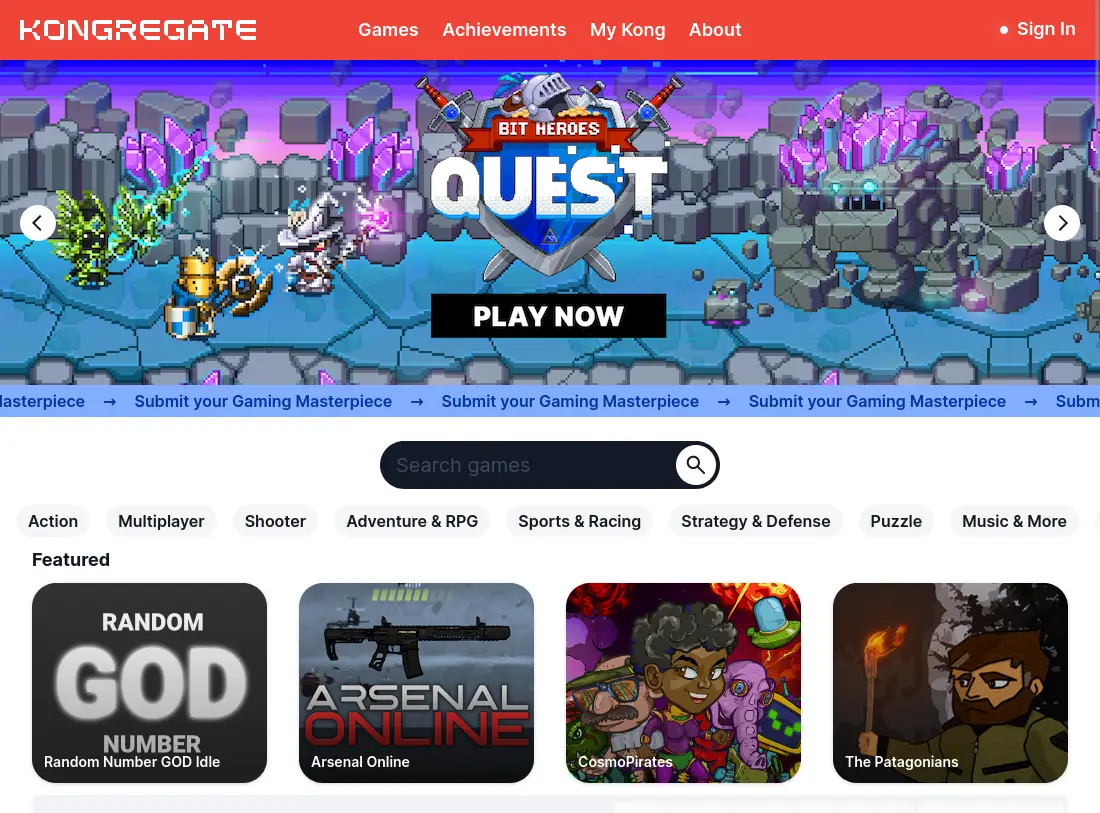 KONGREGATE Games Achievements My Kong About Sign In
BIT HEROES
QUEST
PLAY NOW
Masterpiece → Submit your Gaming Masterpiece → Submit your Gaming Masterpiece → Submit your Gaming Masterpiece → Subm
Search games
Action Multiplayer Shooter Adventure & RPG Sports & Racing Strategy & Defense Puzzle Music & More
Featured
RANDOM
GOD
NUMBER
Random Number GOD Idle
ARSENAL
ONLINE
Arsenal Online
CosmoPirates
The Patagonians